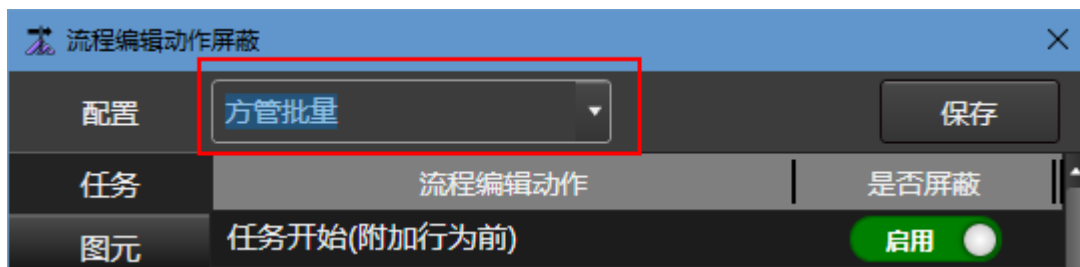 流程编辑动作屏蔽
配置 方管批量 保存
任务 流程编辑动作 是否屏蔽
图元 任务开始(附加行为前) 启用